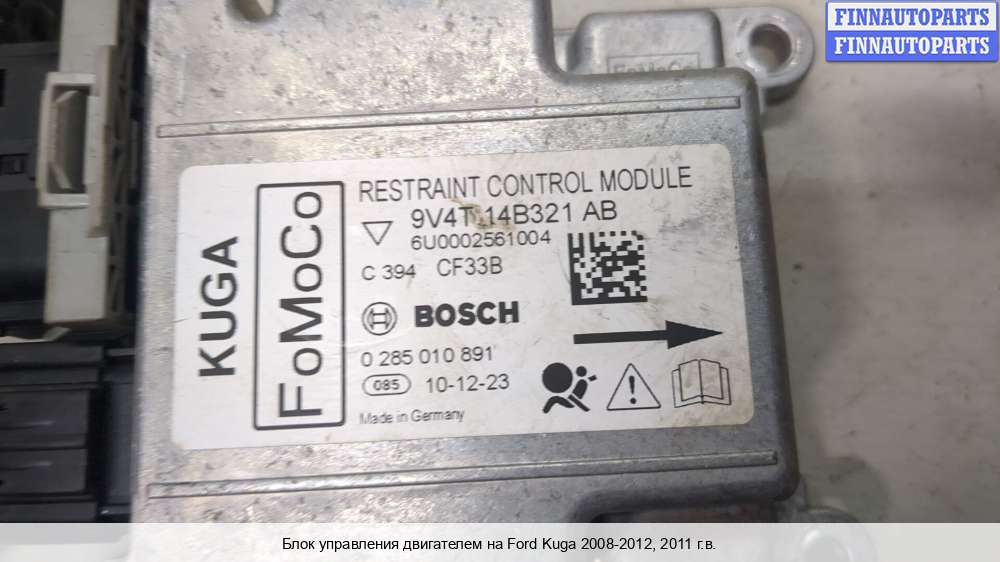 FINNAUTOPARTS
FINNAUTOPARTS
FoMoCo
RESTRAINT CONTROL MODULE
9V4T 14B321 AB
6U0002561004
C 394 CF33B
KUGA
FoMoCo
BOSCH
0 285 010 891
085 10-12-23
Made in Germany
Блок управления двигателем на Ford Kuga 2008-2012, 2011 г.в.